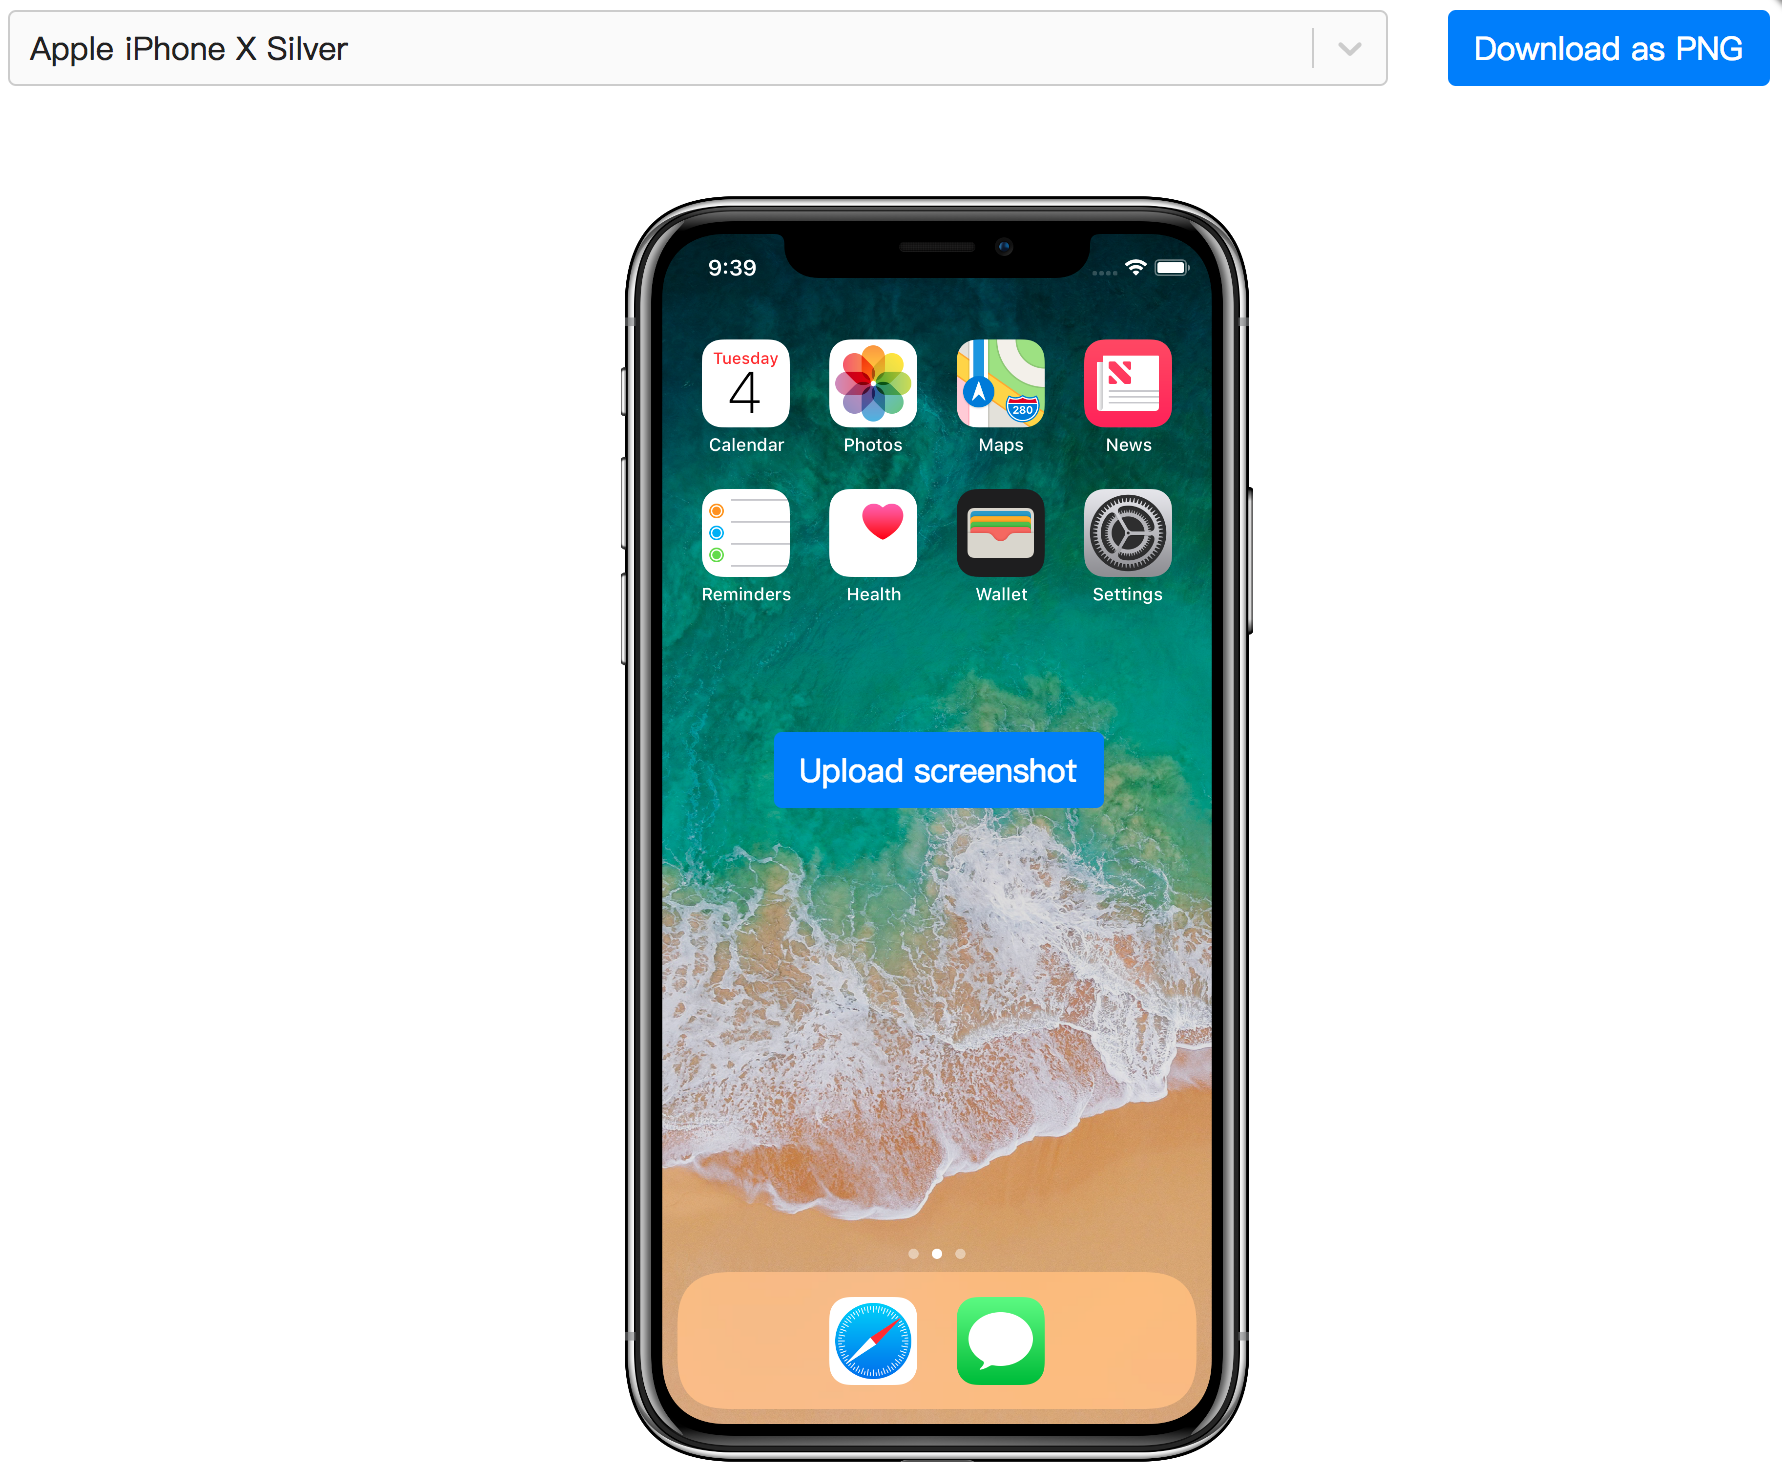 Apple iPhone X Silver
Download as PNG
9:39
Tuesday
4
280
Calendar Photos Maps News
Reminders Health Wallet Settings
Upload screenshot